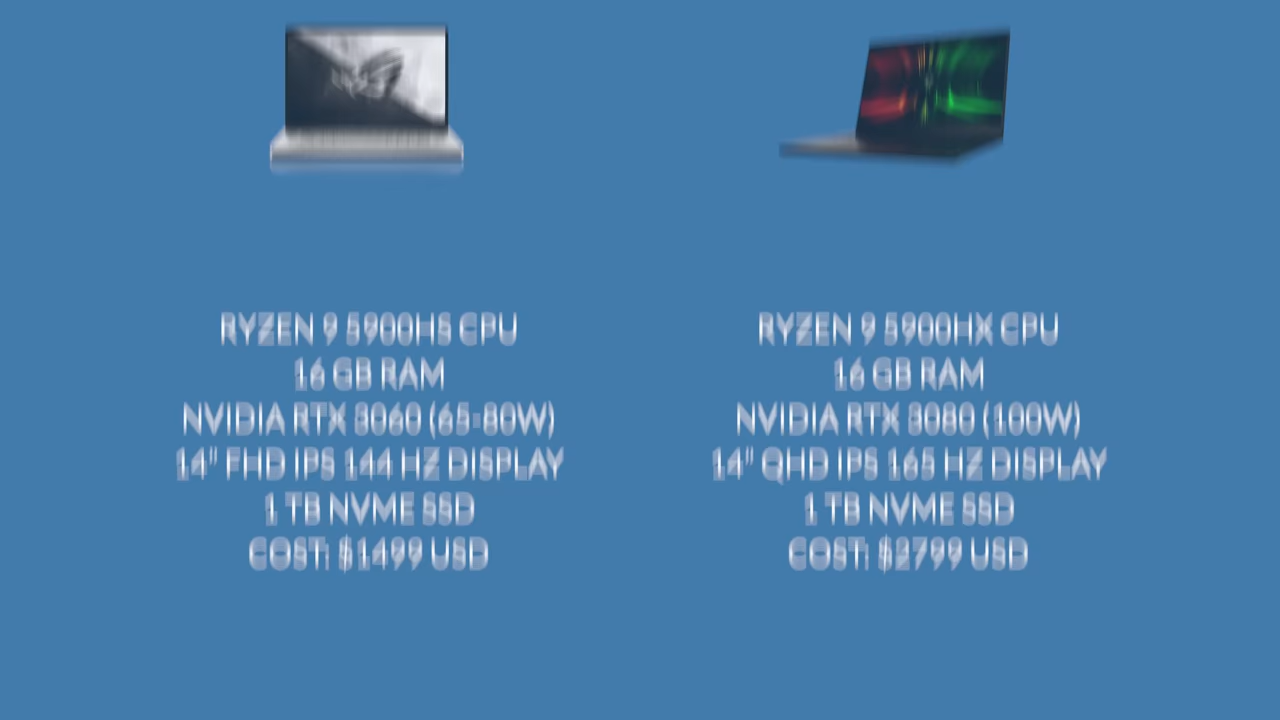 RYZEN 9 5900HS CPU
16 GB RAM
NVIDIA RTX 3060 (65-80W)
14" FHD IPS 144 HZ DISPLAY
1 TB NVME SSD
COST: $1499 USD
RYZEN 9 5900HX CPU
16 GB RAM
NVIDIA RTX 3080 (100W)
14" QHD IPS 165 HZ DISPLAY
1 TB NVME SSD
COST: $2799 USD